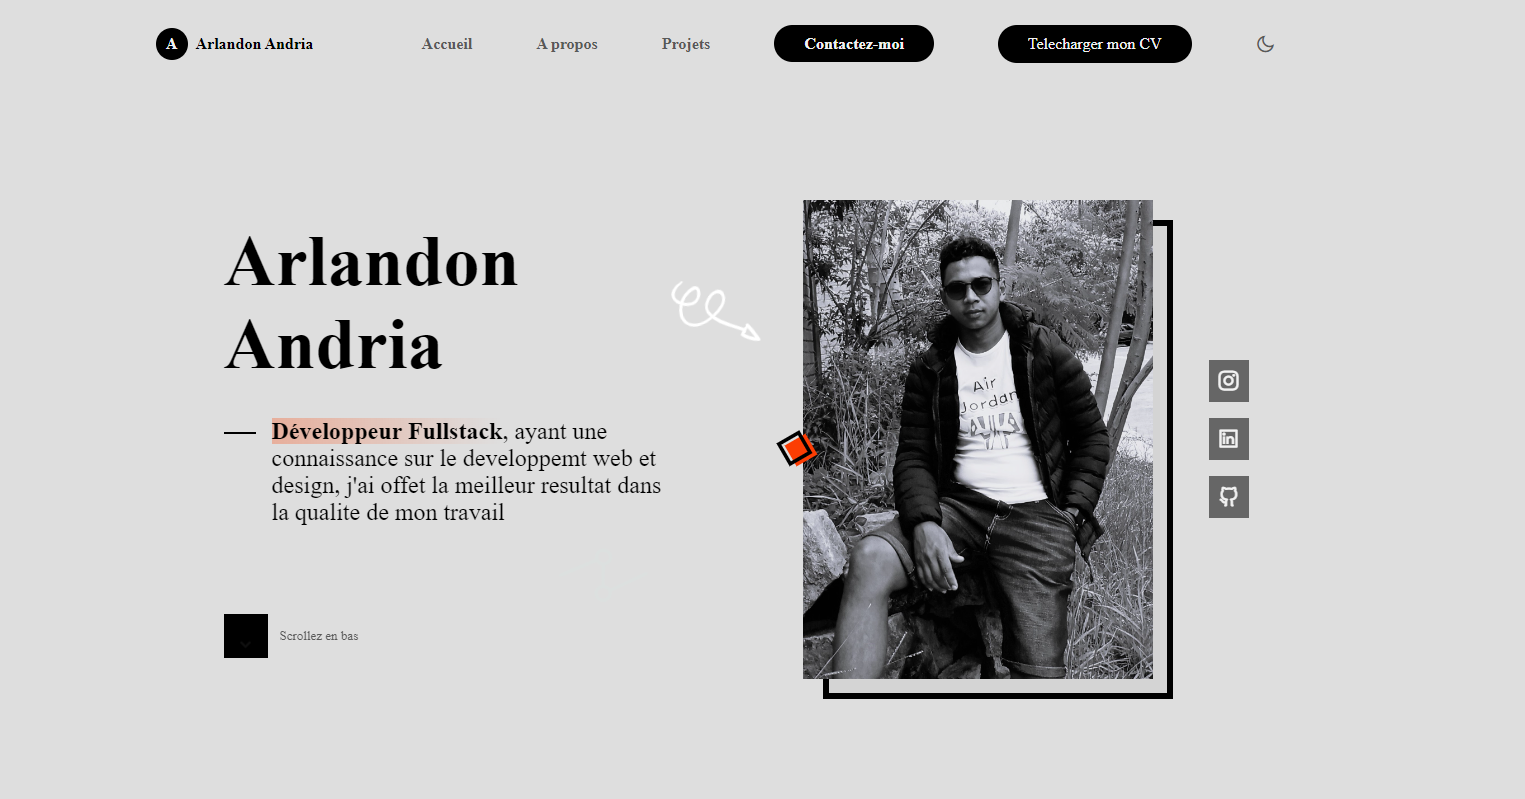 A Arlandon Andria Accueil A propos Projets Contactez-moi Telecharger mon CV
Arlandon
Andria
Développeur Fullstack, ayant une
connaissance sur le developpemt web et
design, j'ai offet la meilleur resultat dans
la qualite de mon travail
Air
Jordan
Scrollez en bas